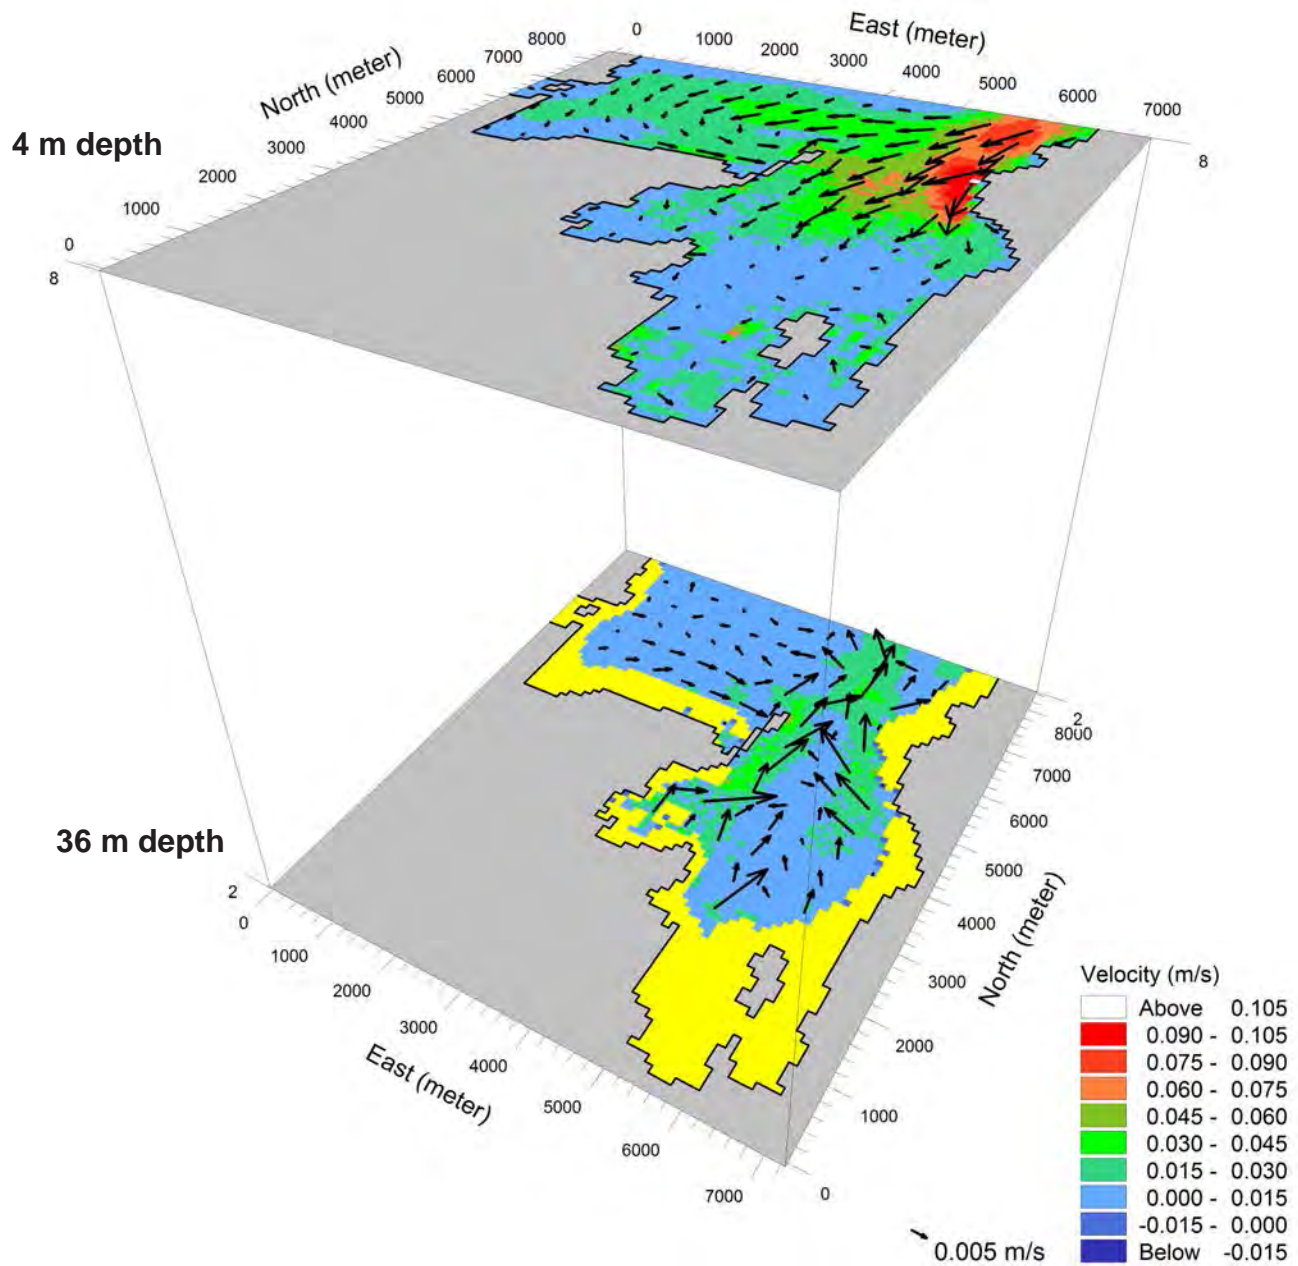 East (meter)
0
1000
2000
3000
4000
5000
6000
7000
8
North (meter)
8000
7000
6000
5000
4000
3000
2000
1000
0
8
4 m depth
36 m depth
2
8000
7000
6000
5000
4000
3000
2000
1000
0
North (meter)
2
0
1000
2000
3000
4000
5000
6000
7000
East (meter)
0.005 m/s
Velocity (m/s)
Above 0.105
0.090 - 0.105
0.075 - 0.090
0.060 - 0.075
0.045 - 0.060
0.030 - 0.045
0.015 - 0.030
0.000 - 0.015
-0.015 - 0.000
Below -0.015